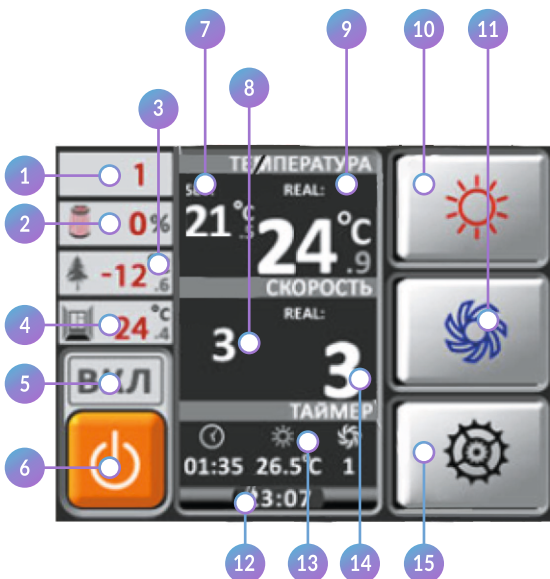 7
9
10
11
8
3
1
1
ТЕМПЕРАТУРА
REAL:
2
0%
21°C
24°C
.9
-12
.6
СКОРОСТЬ
REAL:
4
24°C
.4
3
3
5
ВКЛ
ТАЙМЕР
6
01:35
26.5°C
1
23:07
12
13
14
15